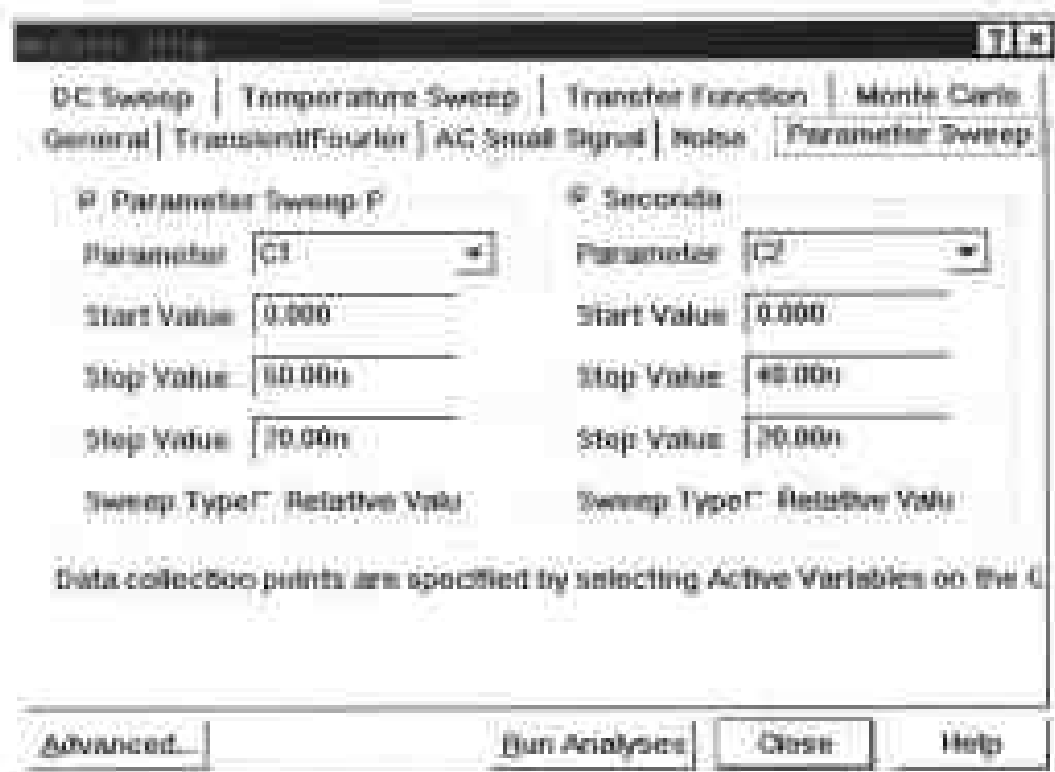 DC Sweep Temperature Sweep Transfer Function Monte Carlo
General Transient/Fourier AC Small Signal Noise Parameter Sweep
Parameter Sweep P Seconda
Parameter C1 Parameter C2
Start Value 0.000 Start Value 0.000
Stop Value 60.00n Stop Value 40.00n
Step Value 20.00n Step Value 20.00n
Sweep Type Relative Valu Sweep Type Relative Valu
Data collection points are specified by selecting Active Variables on the
Advanced... Run Analyses Close Help